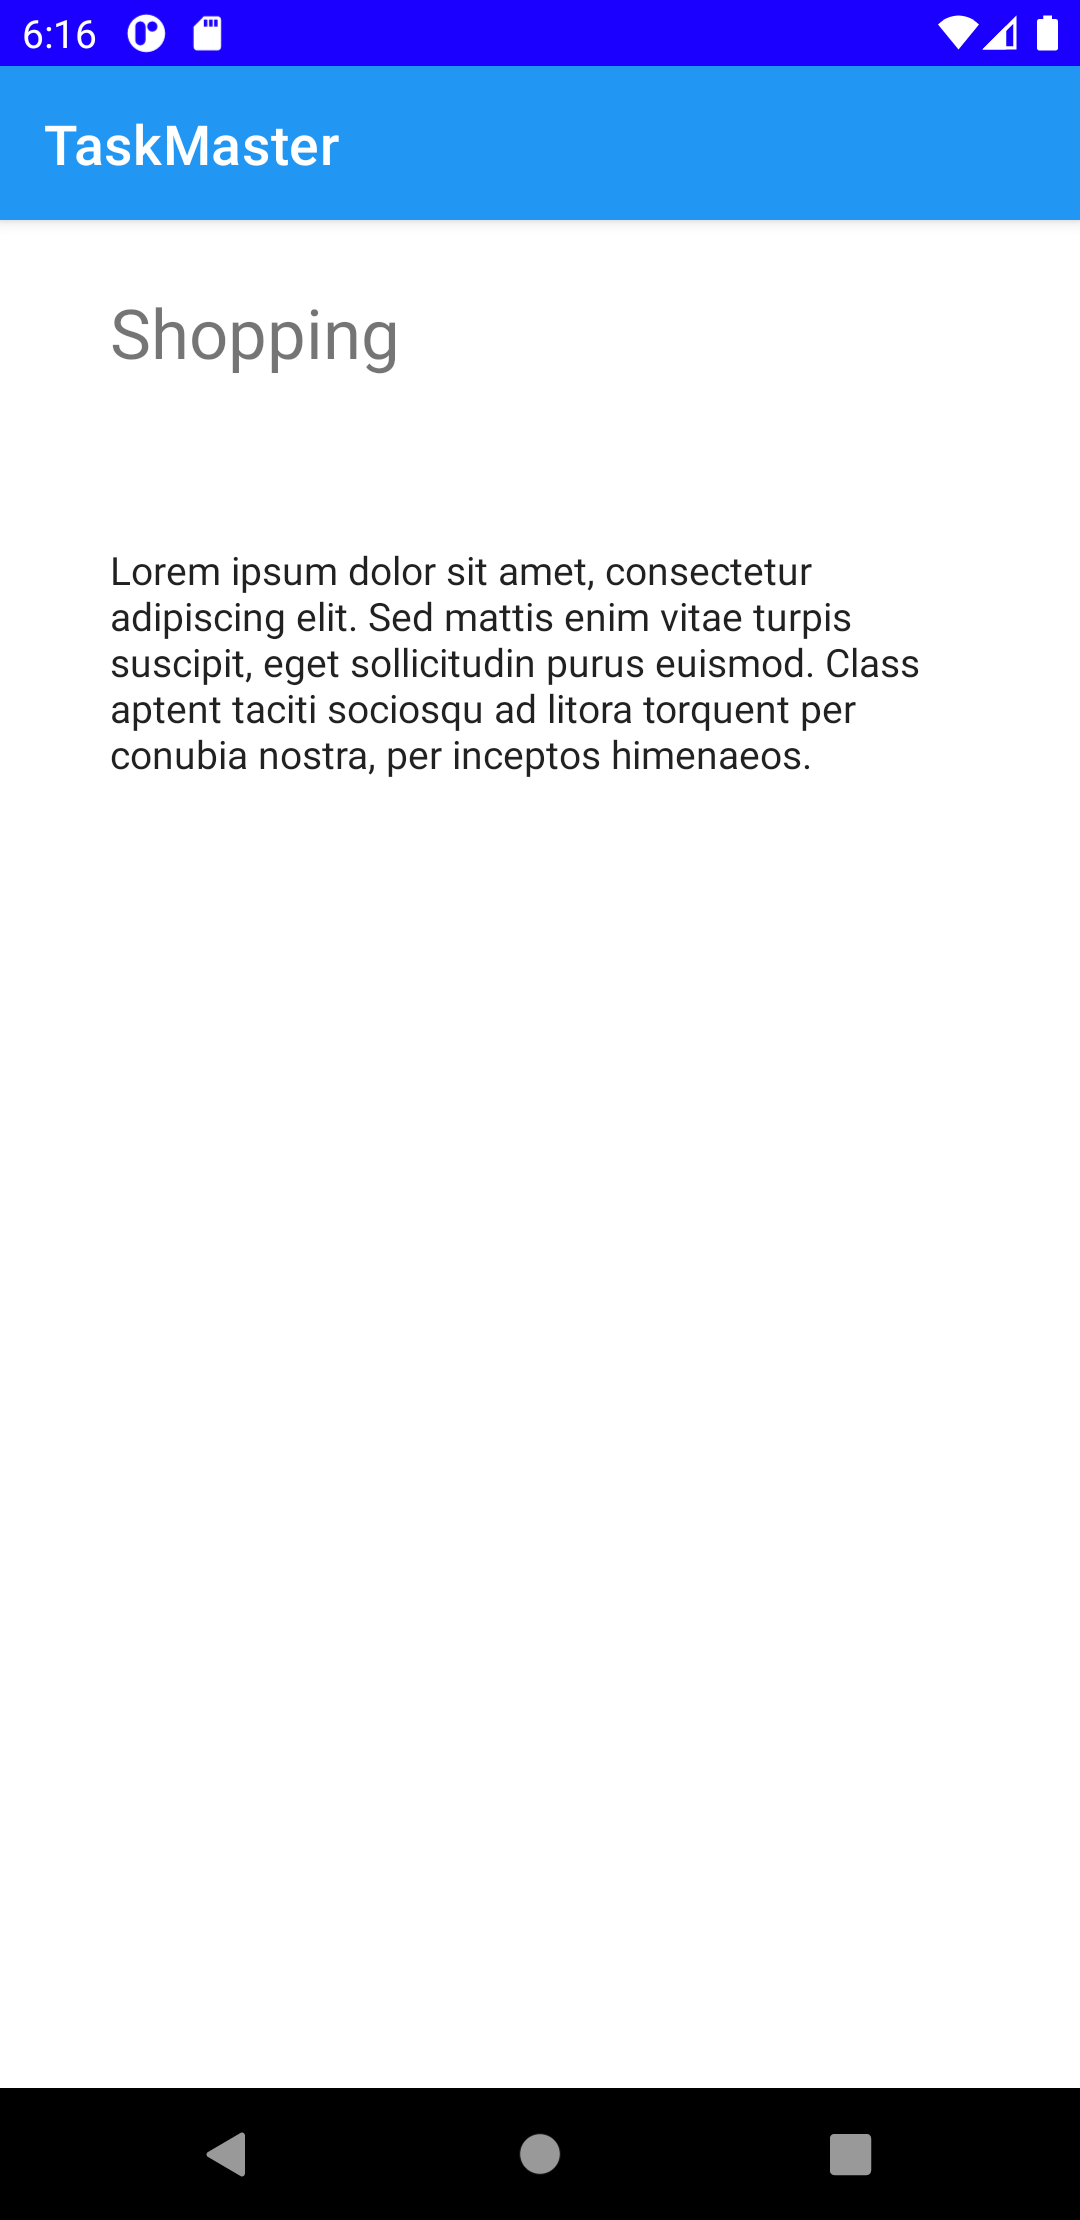 6:16
TaskMaster
Shopping
Lorem ipsum dolor sit amet, consectetur
adipiscing elit. Sed mattis enim vitae turpis
suscipit, eget sollicitudin purus euismod. Class
aptent taciti sociosqu ad litora torquent per
conubia nostra, per inceptos himenaeos.